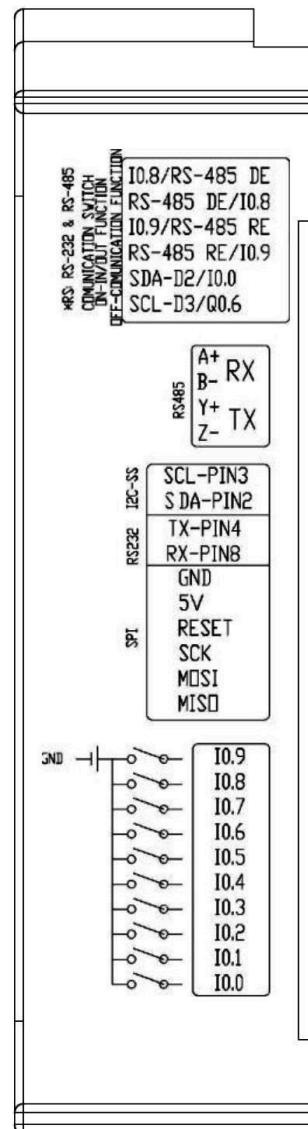 *RS: RS-232 & RS-485
COMUNICATION SWITCH
ON-IN/OUT FUNCTION
OFF-COMUNICATION FUNCTION
I0.8/RS-485 DE
RS-485 DE/I0.8
I0.9/RS-485 RE
RS-485 RE/I0.9
SDA-D2/I0.0
SCL-D3/Q0.6
RS485
A+
B-
RX
Y+
Z-
TX
I2C-SS
SCL-PIN3
SDA-PIN2
RS232
TX-PIN4
RX-PIN8
SPI
GND
5V
RESET
SCK
MOSI
MISO
GND
I0.9
I0.8
I0.7
I0.6
I0.5
I0.4
I0.3
I0.2
I0.1
I0.0